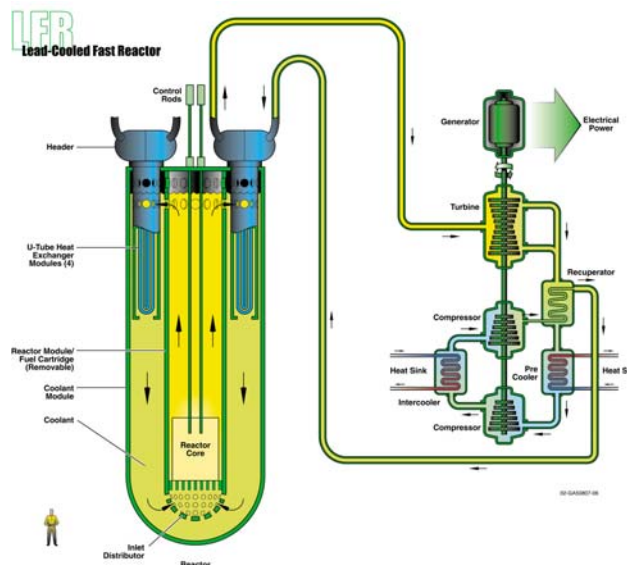 LFR
Lead-Cooled Fast Reactor
Control
Rods
Header
Generator
Electrical
Power
Turbine
U-Tube Heat
Exchanger
Modules (4)
Recuperator
Compressor
Reactor Module/
Fuel Cartridge
(Removable)
Heat Sink
Pre
Cooler
Heat S
Coolant
Module
Intercooler
Coolant
Compressor
Reactor
Core
Inlet
Distributor
Reactor